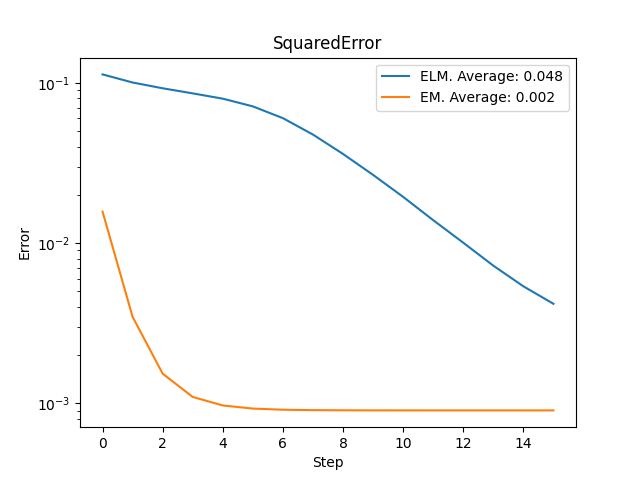 SquaredError
ELM. Average: 0.048
EM. Average: 0.002
Error
10⁻¹
10⁻²
10⁻³
0 2 4 6 8 10 12 14
Step